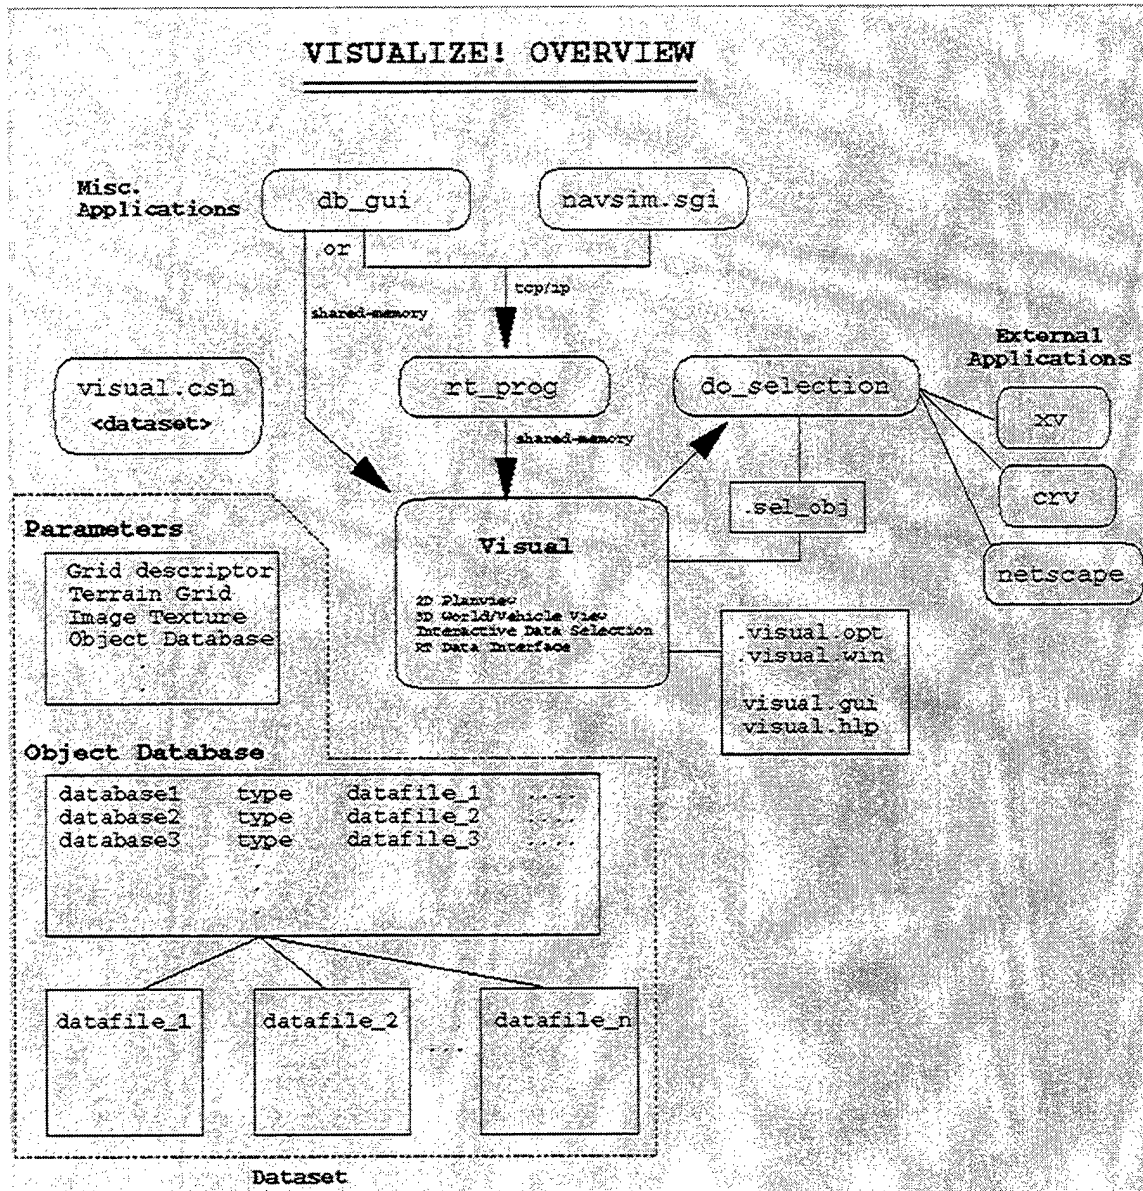 VISUALIZE! OVERVIEW
Misc.
Applications
db_gui
navsim.sgi
or
tcp/ip
shared-memory
External
Applications
visual.csh
<dataset>
rt_prog
do_selection
xv
shared-memory
crv
.sel_obj
netscape
Parameters
Grid descriptor
Terrain Grid
Image Texture
Object Database
.
.
Visual
2D Planview
3D World/Vehicle View
Interactive Data Selection
RT Data Interface
.visual.opt
.visual.win
visual.gui
visual.hlp
Object Database
database1 type datafile_1 ....
database2 type datafile_2 ....
database3 type datafile_3 ....
.
.
.
datafile_1
datafile_2
...
datafile_n
Dataset